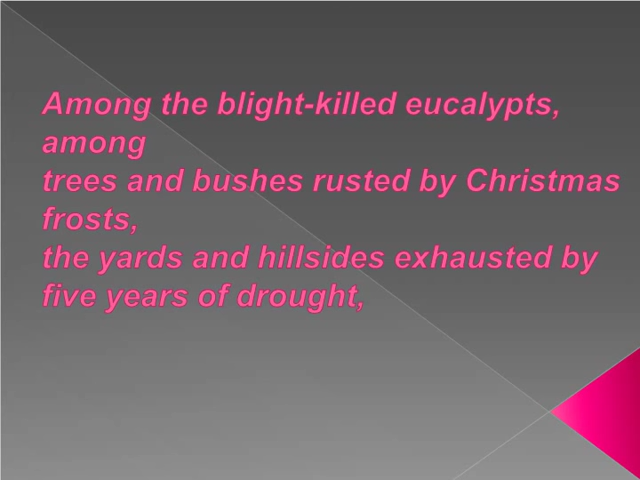 Among the blight-killed eucalypts,
among
trees and bushes rusted by Christmas
frosts,
the yards and hillsides exhausted by
five years of drought,